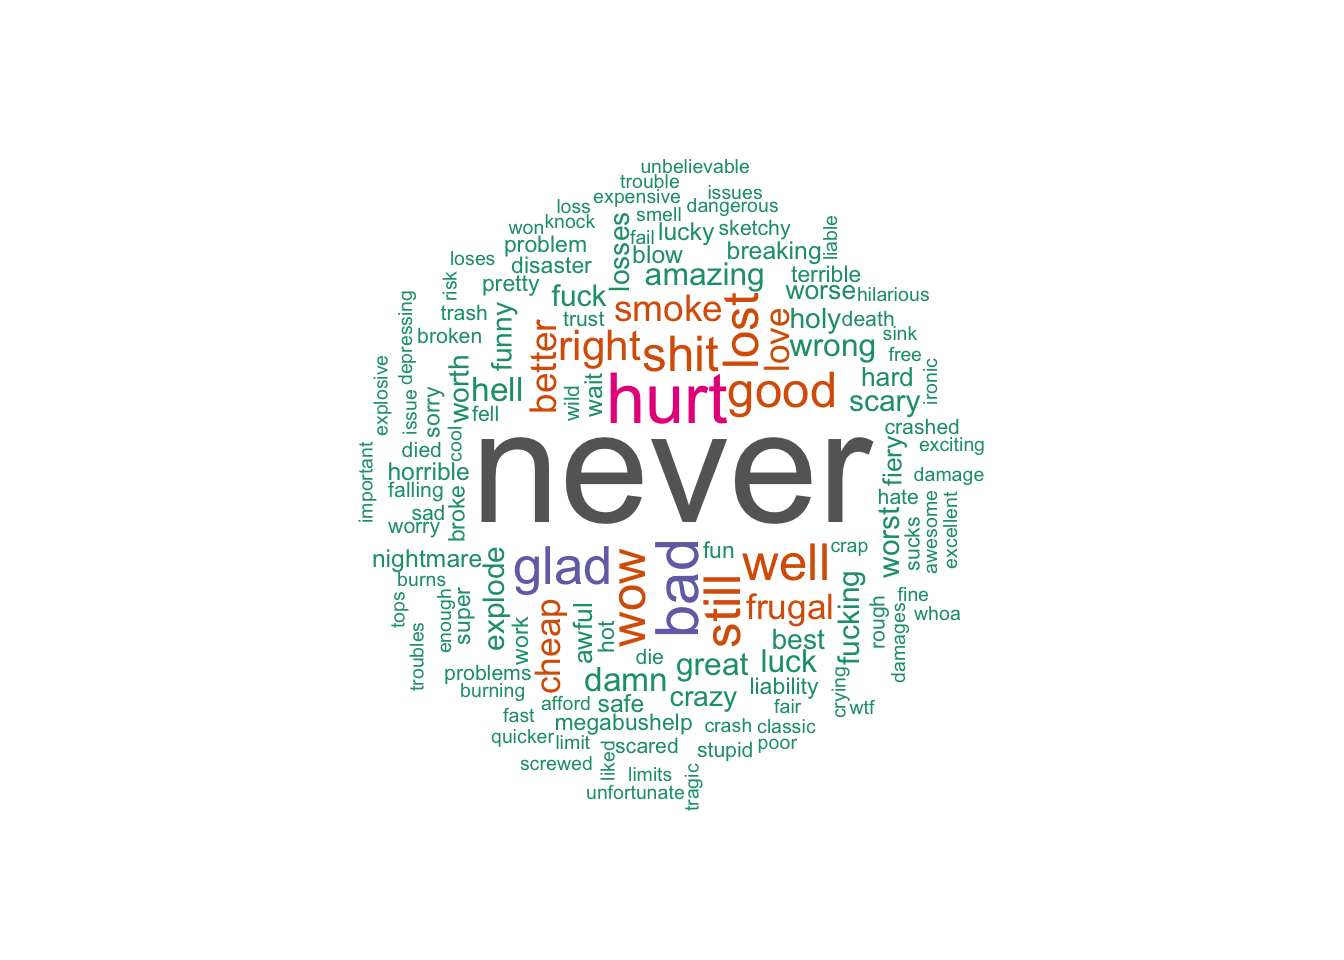 unbelievable
trouble
expensive
issues
loss
smell
dangerous
won
knock
losses
fail
lucky
sketchy
liable
problem
blow
breaking
loses
disaster
amazing
terrible
risk
pretty
fuck
smoke
lost
love
worse
hilarious
trash
trust
holy
death
depressing
broken
funny
better
right
shit
wrong
sink
free
explosive
issue
sorry
worth
hell
wild
wait
hurt
good
hard
scary
ironic
fell
died
cool
never
crashed
exciting
important
horrible
fiery
damage
falling
sad
worry
broke
hate
worst
sucks
awesome
excellent
nightmare
explode
glad
wow
bad
fun
still
well
crap
burns
tops
enough
super
work
cheap
awful
hot
frugal
fucking
rough
fine
whoa
damages
troubles
problems
burning
die
damn
great
best
luck
crazy
liability
crying
wtf
afford
safe
fair
fast
megabushelp
crash
classic
quicker
limit
liked
scared
stupid
poor
screwed
limits
tragic
unfortunate